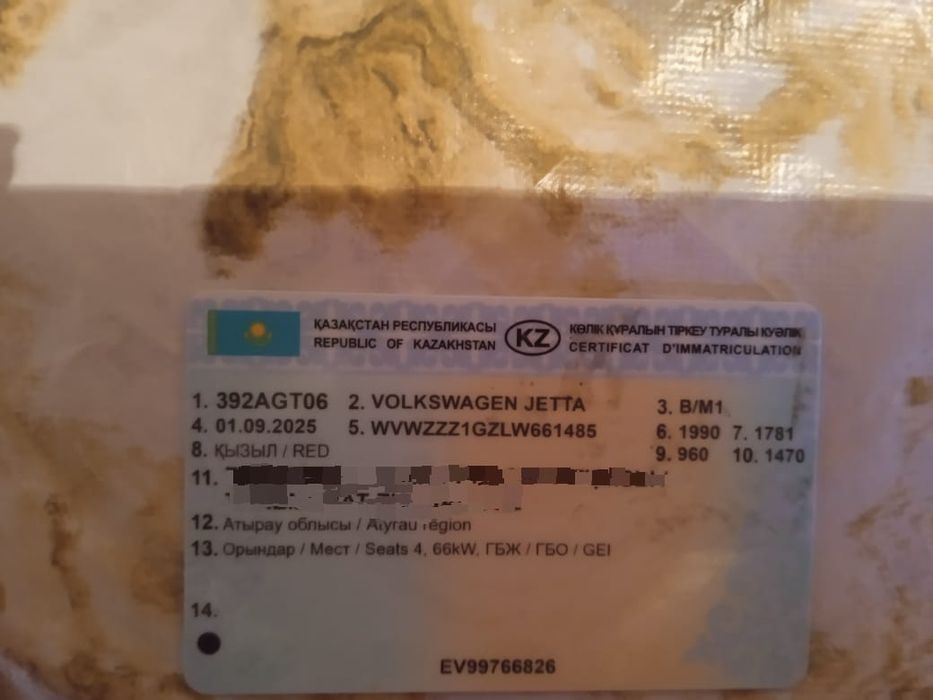 ҚАЗАҚСТАН РЕСПУБЛИКАСЫ
REPUBLIC OF KAZAKHSTAN
KZ
КӨЛІК ҚҰРАЛЫН ТІРКЕУ ТУРАЛЫ КУӘЛІК
CERTIFICAT D'IMMATRICULATION
1. 392AGT06 2. VOLKSWAGEN JETTA 3. B/M1
4. 01.09.2025 5. WVWZZZ1GZLW661485 6. 1990 7. 1781
8. ҚЫЗЫЛ / RED 9. 960 10. 1470
11.
12. Атырау облысы / Atyrau région
13. Орындар / Место / Seats 4, 66kW, ГБЖ / ГБО / GEI
14.
EV99766826